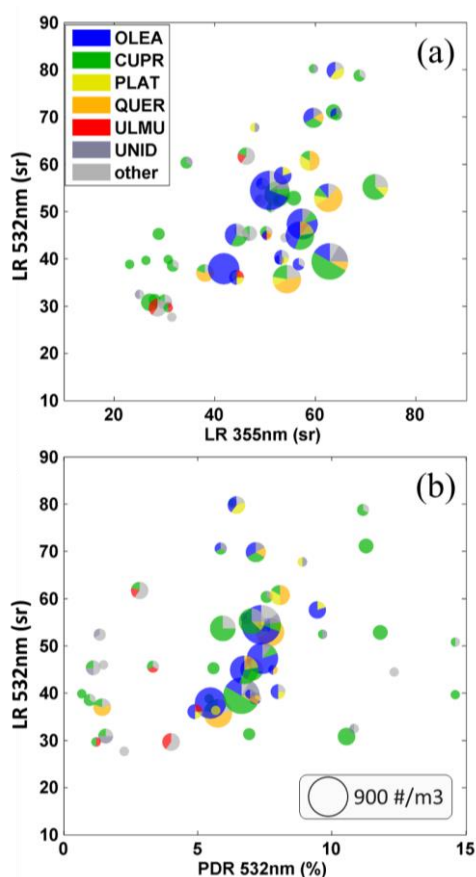 90
80
70
60
50
40
30
20
10
LR 532nm (sr)
OLEA
CUPR
PLAT
QUER
ULMU
UNID
other
(a)
20
40
60
80
LR 355nm (sr)
90
80
70
60
50
40
30
20
10
LR 532nm (sr)
(b)
900 #/m3
0
5
10
15
PDR 532nm (%)